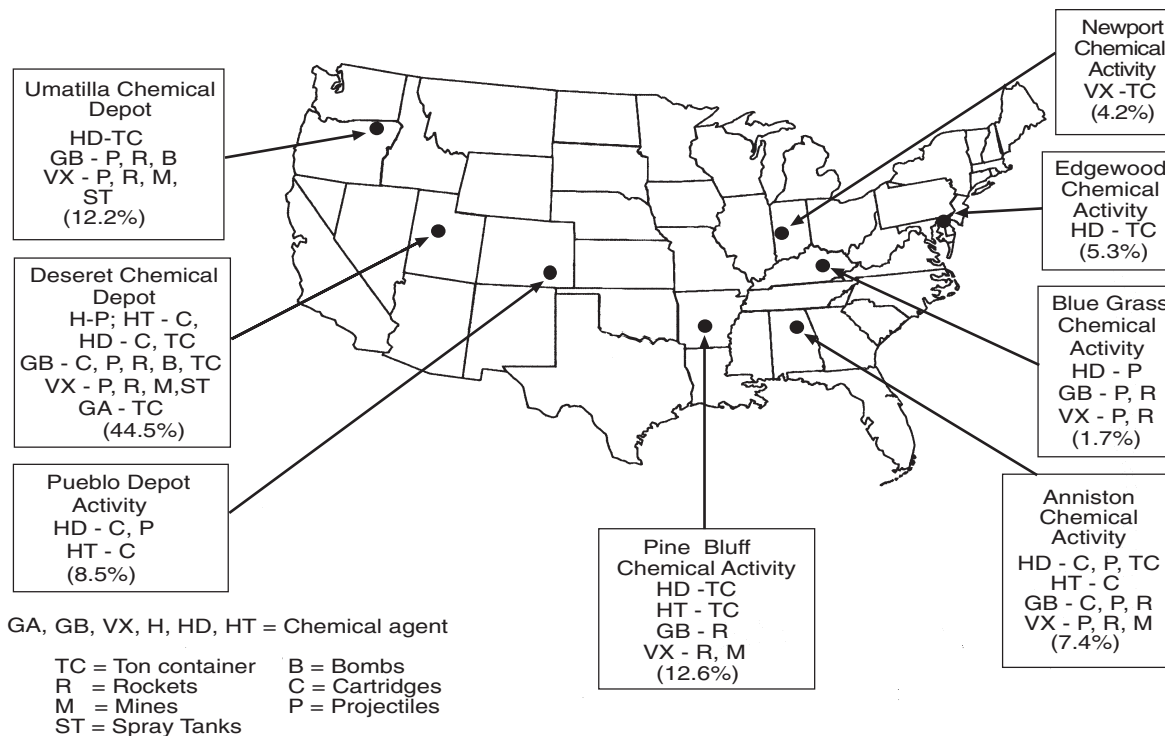 Umatilla Chemical
Depot
HD-TC
GB - P, R, B
VX - P, R, M,
ST
(12.2%)
Deseret Chemical
Depot
H-P; HT - C,
HD - C, TC
GB - C, P, R, B, TC
VX - P, R, M,ST
GA - TC
(44.5%)
Pueblo Depot
Activity
HD - C, P
HT - C
(8.5%)
Pine Bluff
Chemical Activity
HD -TC
HT - TC
GB - R
VX - R, M
(12.6%)
Newport
Chemical
Activity
VX -TC
(4.2%)
Edgewood
Chemical
Activity
HD - TC
(5.3%)
Blue Grass
Chemical
Activity
HD - P
GB - P, R
VX - P, R
(1.7%)
Anniston
Chemical
Activity
HD - C, P, TC
HT - C
GB - C, P, R
VX - P, R, M
(7.4%)
GA, GB, VX, H, HD, HT = Chemical agent
TC = Ton container B = Bombs
R = Rockets C = Cartridges
M = Mines P = Projectiles
ST = Spray Tanks